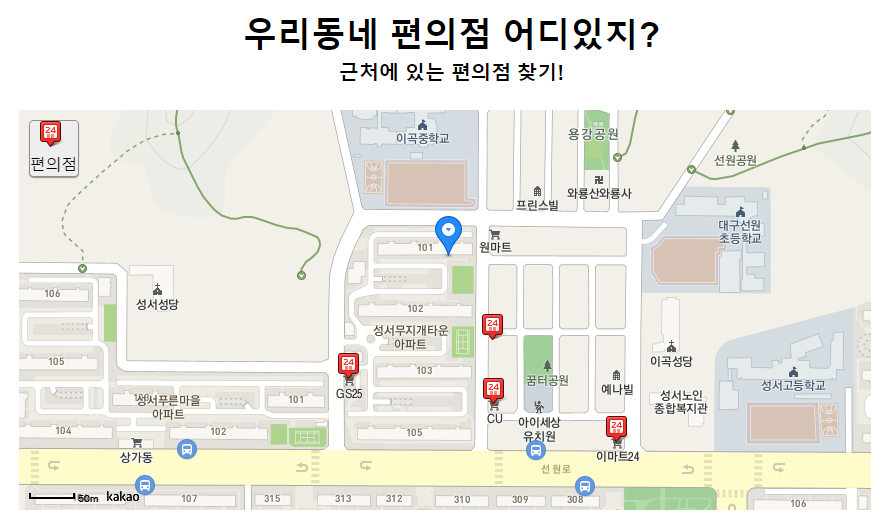 우리동네 편의점 어디있지?
근처에 있는 편의점 찾기!
24
편의점
이곡중학교
용강공원
선원공원
와룡산와룡사
프린스빌
대구선원
초등학교
101
원마트
106
성서성당
102
24
성서무지개타운
아파트
105
24
GS25
103
꿈터공원
이곡성당
예나빌
성서고등학교
24
CU
성서푸른마을
아파트
101
성서노인
종합복지관
104
102
105
아이세상
유치원
24
이마트24
상가동
선원로
50m
kakao
107
315
313
312
310
309
308
106